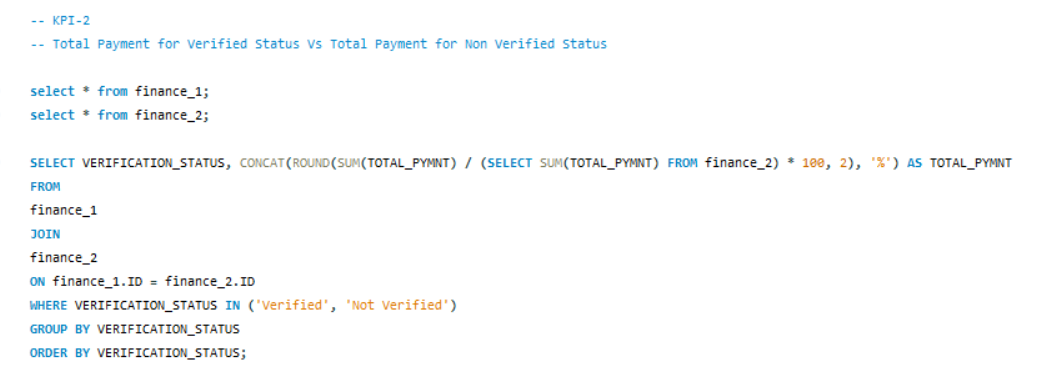 -- KPI-2
-- Total Payment for Verified Status Vs Total Payment for Non Verified Status
select * from finance_1;
select * from finance_2;
SELECT VERIFICATION_STATUS, CONCAT(ROUND(SUM(TOTAL_PYMNT) / (SELECT SUM(TOTAL_PYMNT) FROM finance_2) * 100, 2), '%') AS TOTAL_PYMNT
FROM
finance_1
JOIN
finance_2
ON finance_1.ID = finance_2.ID
WHERE VERIFICATION_STATUS IN ('Verified', 'Not Verified')
GROUP BY VERIFICATION_STATUS
ORDER BY VERIFICATION_STATUS;